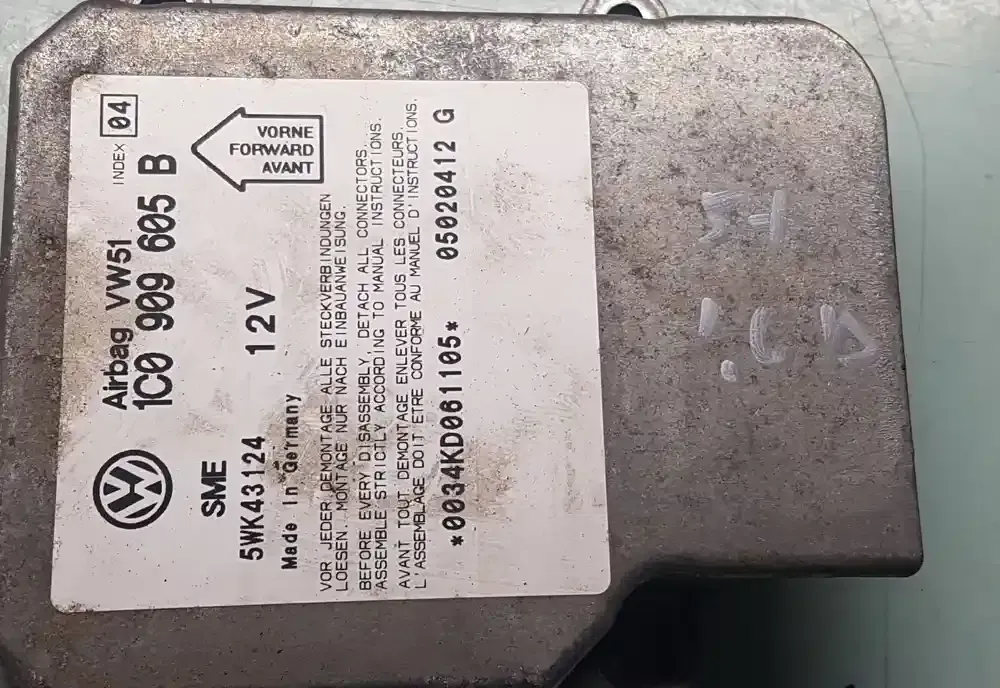 Airbag VW51
INDEX 04
1C0 909 605 B
VORNE
FORWARD
AVANT
SME
5WK43124
12V
Made in Germany
VOR JEDER DEMONTAGE ALLE STECKVERBINDUNGEN
LOESEN. MONTAGE NUR NACH EINBAUANWEISUNG.
BEFORE EVERY DISASSEMBLY, DETACH ALL CONNECTORS.
ASSEMBLE STRICTLY ACCORDING TO MANUAL INSTRUCTIONS.
AVANT TOUT DEMONTAGE ENLEVER TOUS LES CONNECTEURS.
L'ASSEMBLAGE DOIT ETRE CONFORME AU MANUEL D'INSTRUCTIONS.
*0034KD061105*
05020412 G